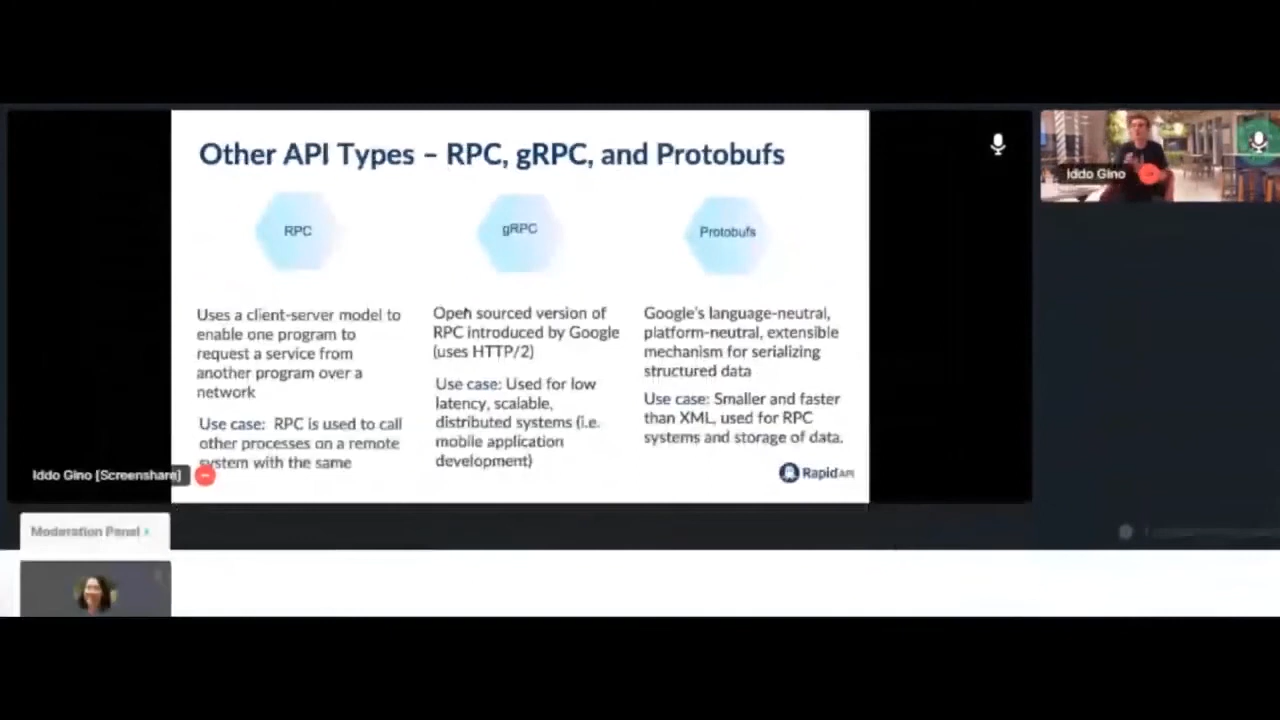 Other API Types – RPC, gRPC, and Protobufs
RPC
gRPC
Protobufs
Uses a client-server model to
enable one program to
request a service from
another program over a
network
Use case: RPC is used to call
other processes on a remote
system with the same
Open sourced version of
RPC introduced by Google
(uses HTTP/2)
Use case: Used for low
latency, scalable,
distributed systems (i.e.
mobile application
development)
Google's language-neutral,
platform-neutral, extensible
mechanism for serializing
structured data
Use case: Smaller and faster
than XML, used for RPC
systems and storage of data.
Rapid API
Iddo Gino
Iddo Gino [Screenshare]
Moderation Panel